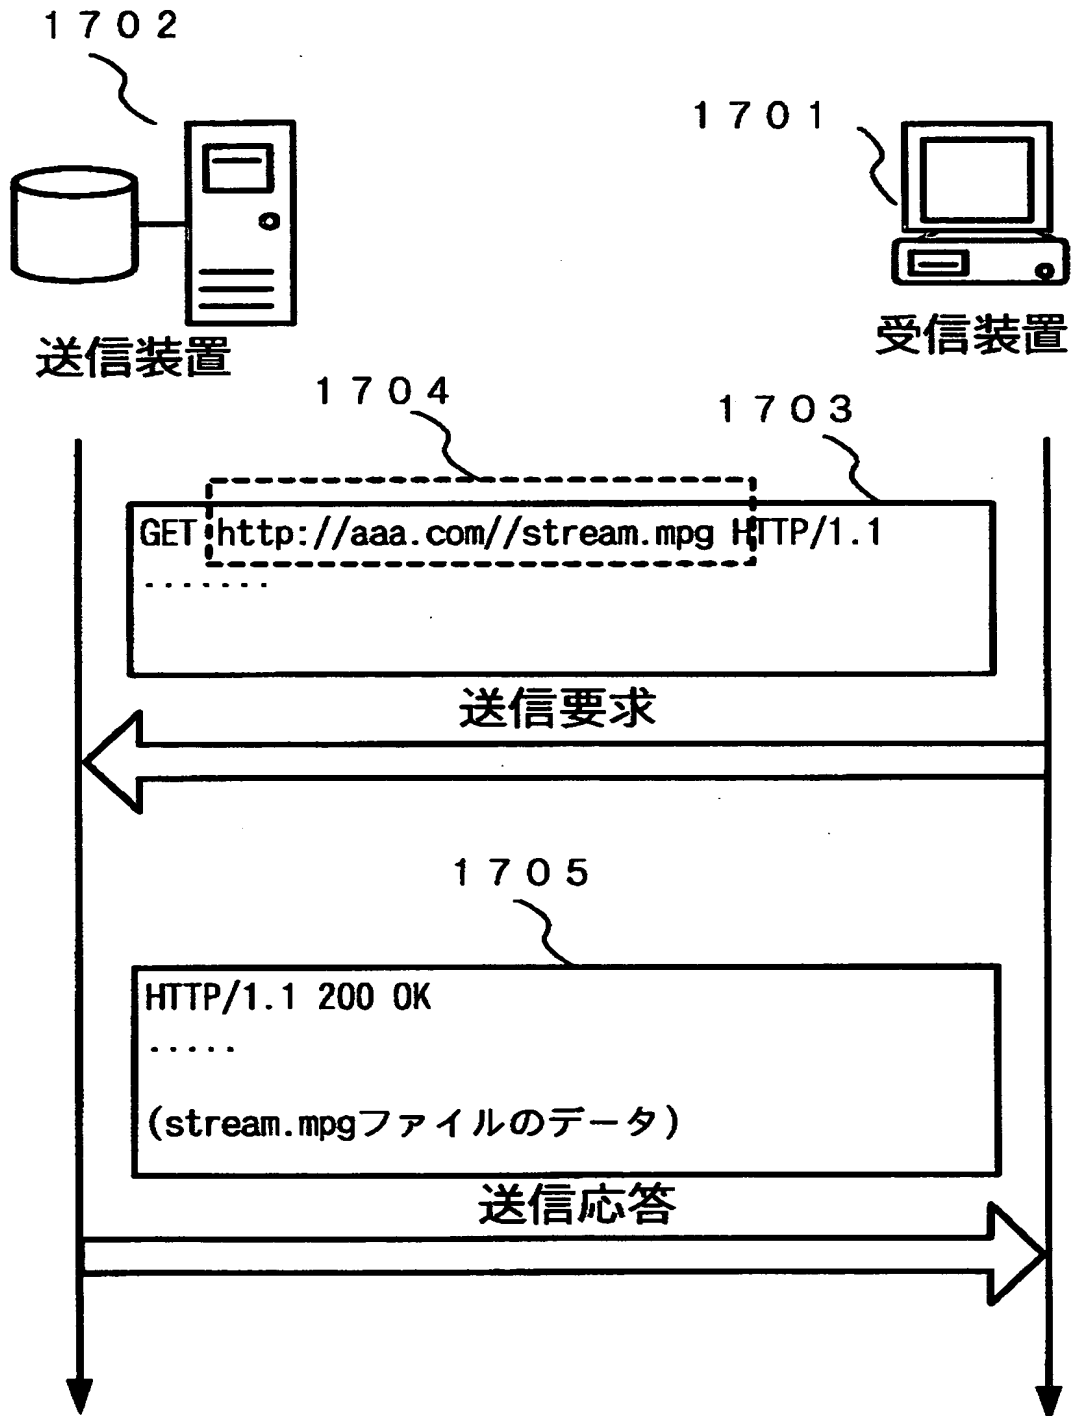 １７０２
１７０１
送信装置
受信装置
１７０４
１７０３
GET http://aaa.com//stream.mpg HTTP/1.1
.......
送信要求
１７０５
HTTP/1.1 200 OK
.....
(stream.mpgファイルのデータ)
送信応答